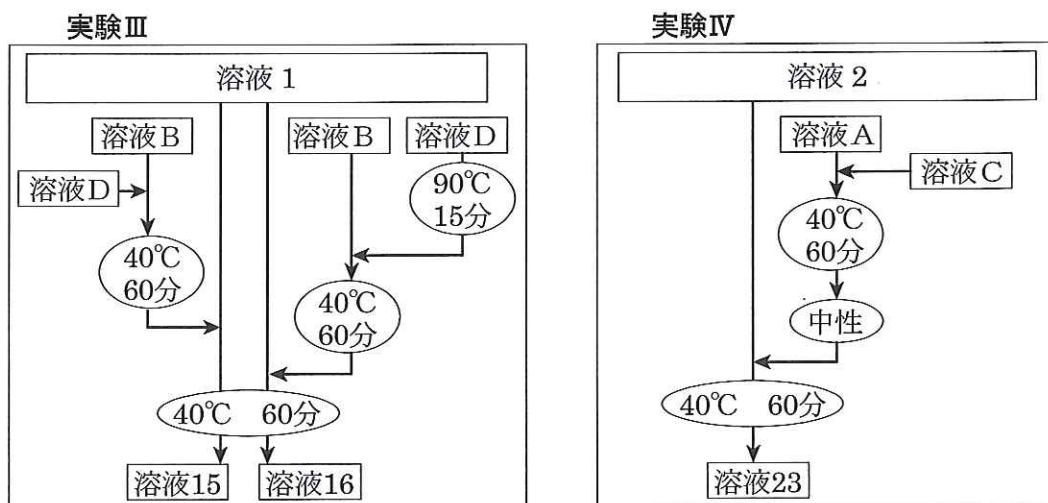 実験Ⅲ
溶液1
溶液B
溶液B
溶液D
溶液D
90℃
15分
40℃
60分
40℃
60分
40℃ 60分
溶液15
溶液16
実験Ⅳ
溶液2
溶液A
溶液C
40℃
60分
中性
40℃ 60分
溶液23